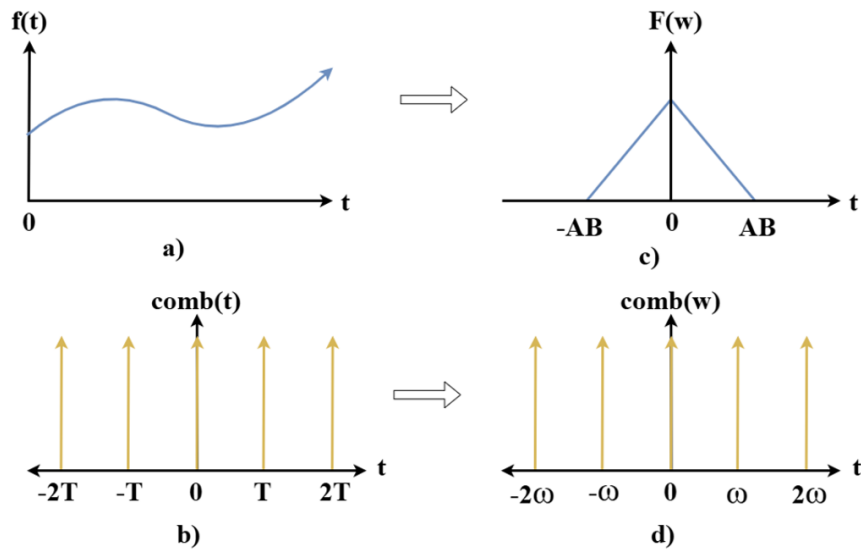 f(t)
t
0
a)
F(w)
t
-AB 0 AB
c)
comb(t)
t
-2T -T 0 T 2T
b)
comb(w)
t
-2ω -ω 0 ω 2ω
d)